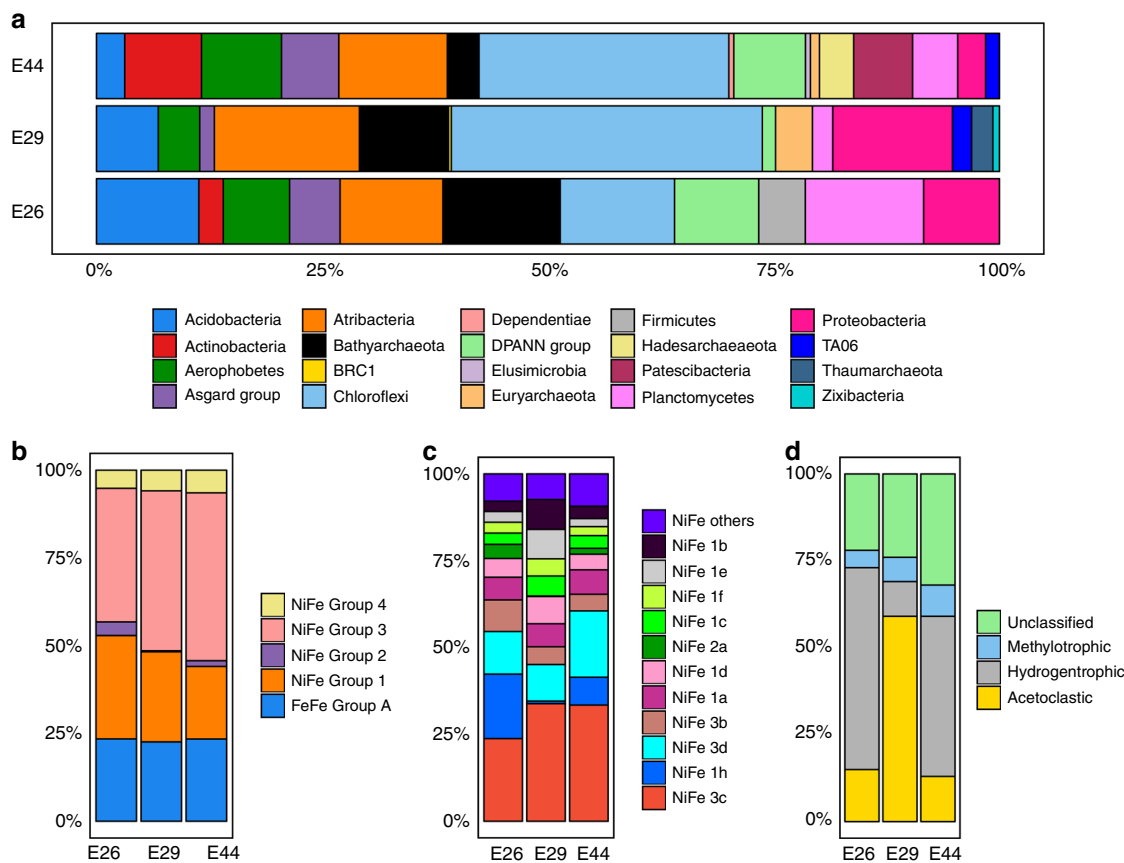 a
E44
E29
E26
0% 25% 50% 75% 100%
Acidobacteria Atribacteria Dependentiae Firmicutes Proteobacteria
Actinobacteria Bathyarchaeota DPANN group Hadesarchaeaeota TA06
Aerophobetes BRC1 Elusimicrobia Patescibacteria Thaumarchaeota
Asgard group Chloroflexi Euryarchaeota Planctomycetes Zixibacteria
b
100%
75%
50%
25%
0%
E26 E29 E44
NiFe Group 4
NiFe Group 3
NiFe Group 2
NiFe Group 1
FeFe Group A
c
100%
75%
50%
25%
0%
E26 E29 E44
NiFe others
NiFe 1b
NiFe 1e
NiFe 1f
NiFe 1c
NiFe 2a
NiFe 1d
NiFe 1a
NiFe 3b
NiFe 3d
NiFe 1h
NiFe 3c
d
100%
75%
50%
25%
0%
E26 E29 E44
Unclassified
Methylotrophic
Hydrogentrophic
Acetoclastic